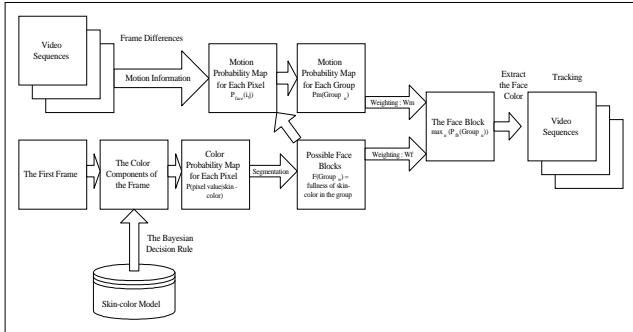 Video
Sequences
Frame Differences
Motion Information
Motion
Probability Map
for Each Pixel
P face (i,j)
Motion
Probability Map
for Each Group
Pm(Group n)
Weighting : Wm
The Face Block
max n (P fb (Group n))
Extract
the Face
Color
Tracking
Video
Sequences
The First Frame
The Color
Components of
the Frame
Color
Probability Map
for Each Pixel
P(pixel value|skin-
color)
Segmentation
Possible Face
Blocks
F(Group n) =
fullness of skin-
color in the group
Weighting : Wf
The Bayesian
Decision Rule
Skin-color Model